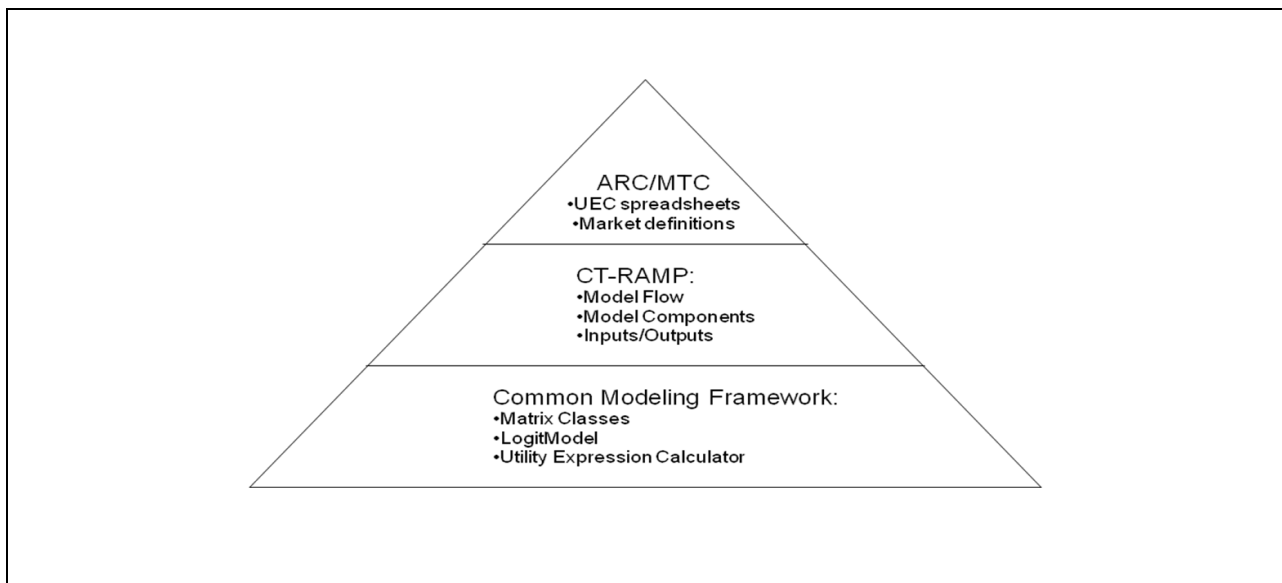 ARC/MTC
•UEC spreadsheets
•Market definitions
CT-RAMP:
•Model Flow
•Model Components
•Inputs/Outputs
Common Modeling Framework:
•Matrix Classes
•LogitModel
•Utility Expression Calculator